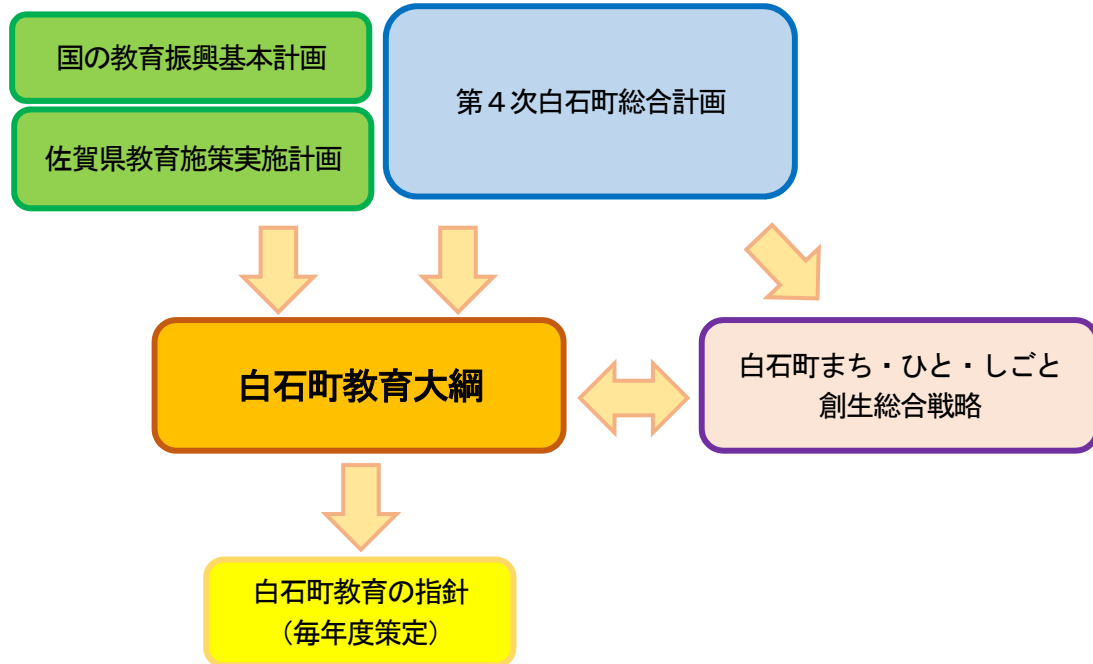 国の教育振興基本計画
佐賀県教育施策実施計画
第４次白石町総合計画
白石町教育大綱
白石町まち・ひと・しごと
創生総合戦略
白石町教育の指針
（毎年度策定）